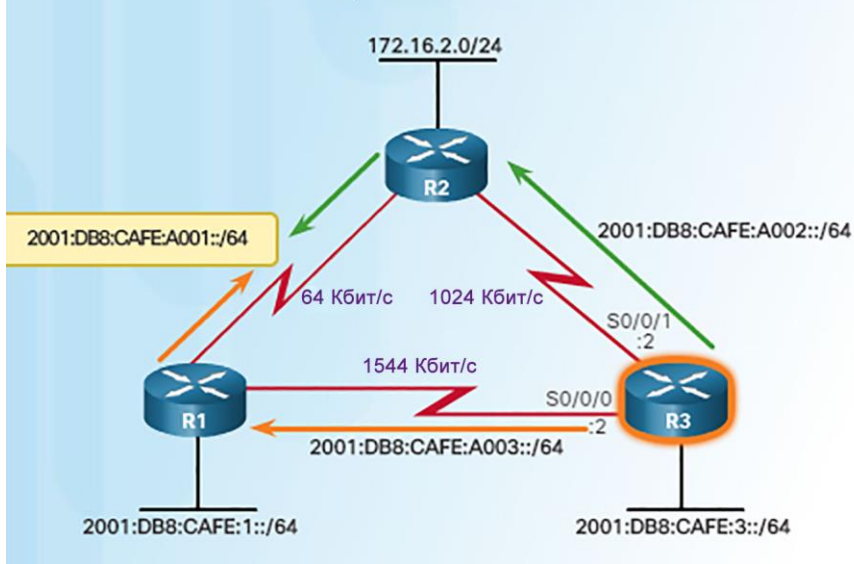 172.16.2.0/24
R2
2001:DB8:CAFE:A001::/64
2001:DB8:CAFE:A002::/64
64 Кбит/с
1024 Кбит/с
S0/0/1
:2
1544 Кбит/с
R1
S0/0/0
:2
R3
2001:DB8:CAFE:A003::/64
2001:DB8:CAFE:1::/64
2001:DB8:CAFE:3::/64